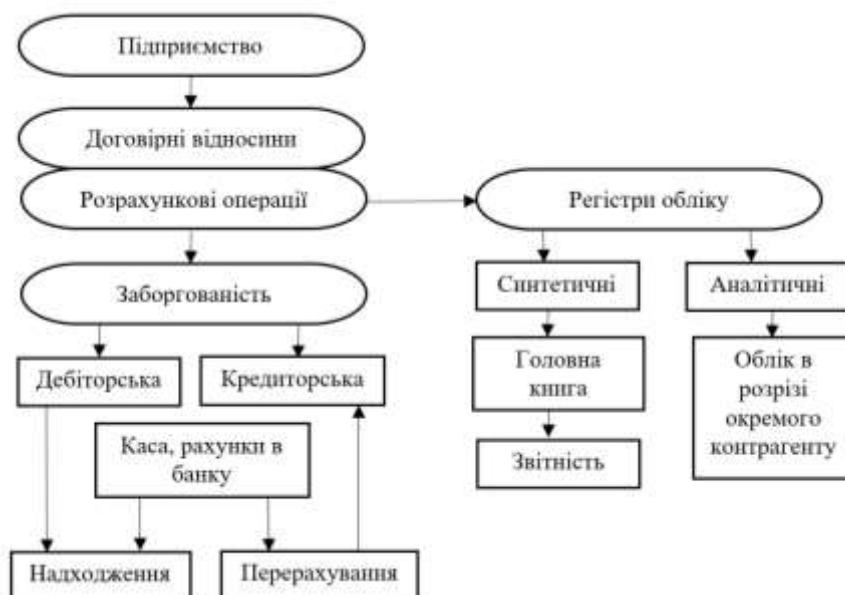 Підприємство
Договірні відносини
Розрахункові операції
Регістри обліку
Заборгованість
Синтетичні
Аналітичні
Дебіторська
Кредиторська
Головна
книга
Облік в
розрізі
окремого
контрагенту
Каса, рахунки в
банку
Звітність
Надходження
Перерахування